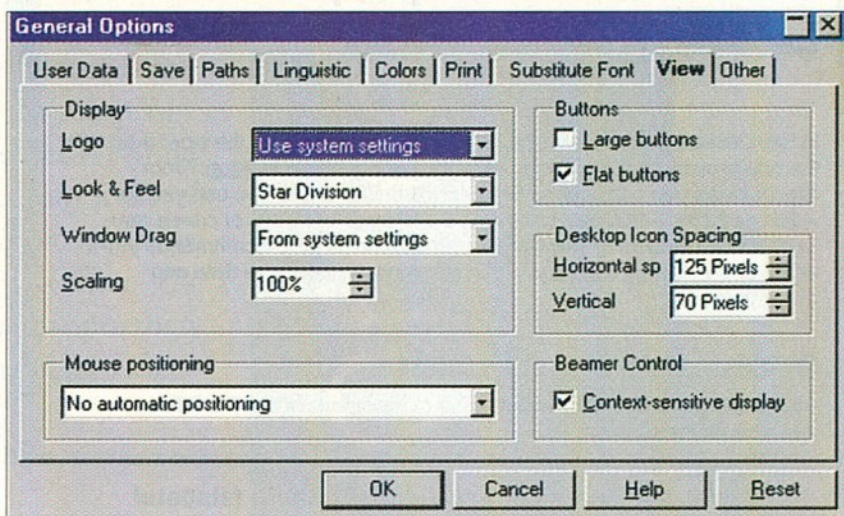 General Options
User Data Save Paths Linguistic Colors Print Substitute Font View Other
Display
Logo Use system settings
Look & Feel Star Division
Window Drag From system settings
Scaling 100%
Buttons
Large buttons
Flat buttons
Desktop Icon Spacing
Horizontal sp 125 Pixels
Vertical 70 Pixels
Mouse positioning
No automatic positioning
Beamer Control
Context-sensitive display
OK Cancel Help Reset